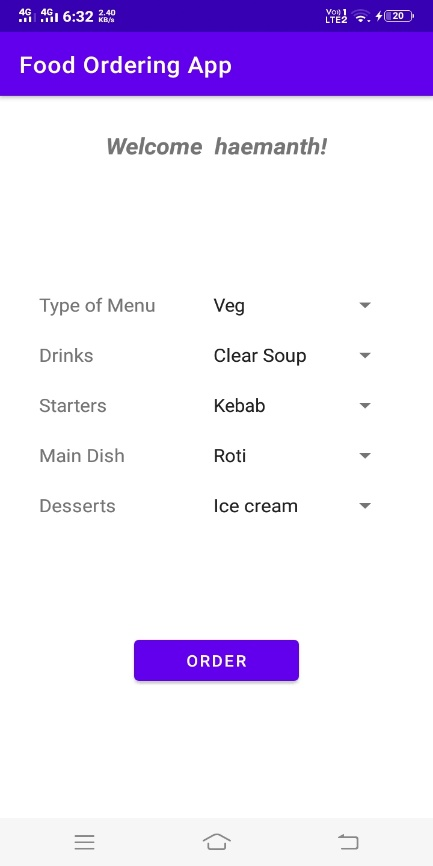 4G 4G 6:32 2.40 KB/s Vo) 1 LTE2 20
Food Ordering App
Welcome haemanth!
Type of Menu Veg
Drinks Clear Soup
Starters Kebab
Main Dish Roti
Desserts Ice cream
ORDER